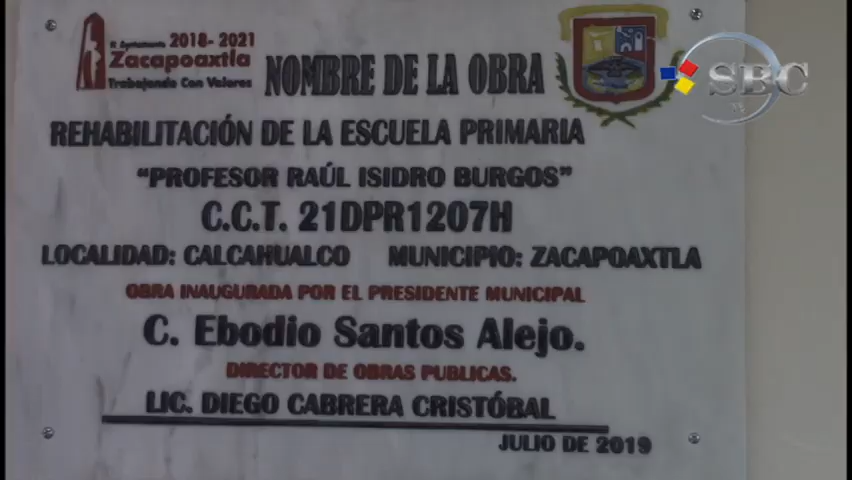 H. Ayuntamiento 2018-2021
Zacapoaxtla
Trabajando Con Valores
NOMBRE DE LA OBRA
SBC
TV
REHABILITACIÓN DE LA ESCUELA PRIMARIA
“PROFESOR RAÚL ISIDRO BURGOS”
C.C.T. 21DPR1207H
LOCALIDAD: CALCAHUALCO MUNICIPIO: ZACAPOAXTLA
OBRA INAUGURADA POR EL PRESIDENTE MUNICIPAL
C. Ebodio Santos Alejo.
DIRECTOR DE OBRAS PUBLICAS.
LIC. DIEGO CABRERA CRISTÓBAL
JULIO DE 2019